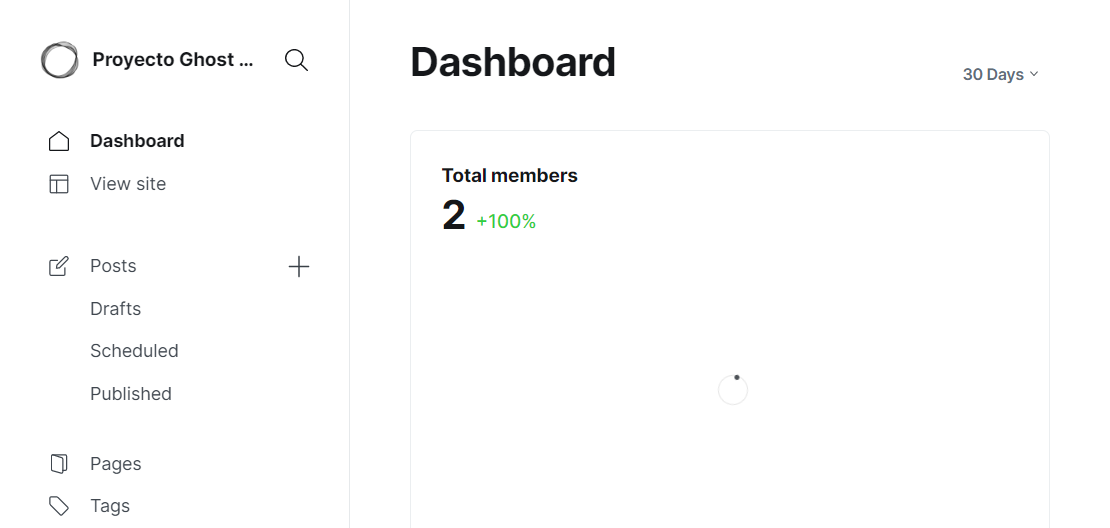 Proyecto Ghost ...
Dashboard
View site
Posts
Drafts
Scheduled
Published
Pages
Tags
Dashboard
30 Days
Total members
2 +100%